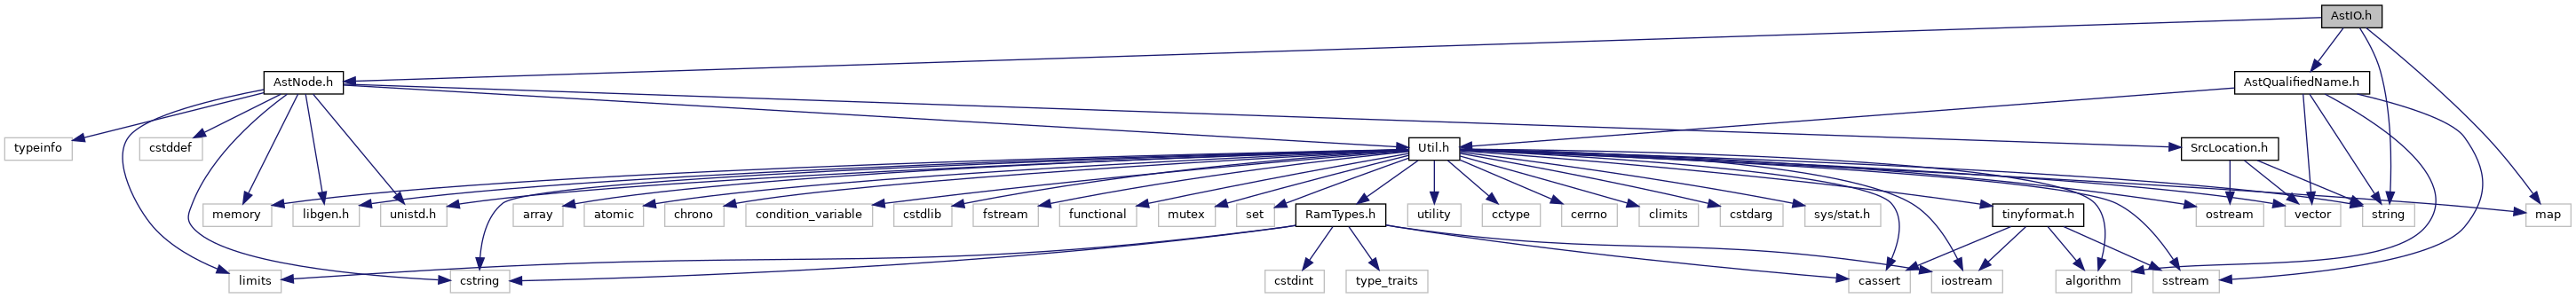 AstIO.h
AstNode.h
AstQualifiedName.h
typeinfo
cstddef
Util.h
SrcLocation.h
memory
libgen.h
unistd.h
array
atomic
chrono
condition_variable
cstdlib
fstream
functional
mutex
set
RamTypes.h
utility
cctype
cerrno
climits
cstdarg
sys/stat.h
tinyformat.h
ostream
vector
string
map
limits
cstring
cstdint
type_traits
cassert
iostream
algorithm
sstream